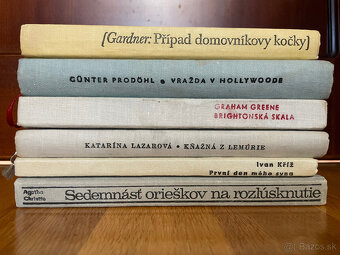 [Gardner: Případ domovníkovy kočky]
GÜNTER PRODÖHL • VRAŽDA V HOLLYWOODE
GRAHAM GREENE
BRIGHTONSKÁ SKALA
KATARÍNA LAZAROVÁ • KŇAŽNÁ Z LEMÚRIE
Ivan Kříž
První den mého syna
Agatha
Christie
Sedemnásť orieškov na rozlúsknutie
bazos.sk